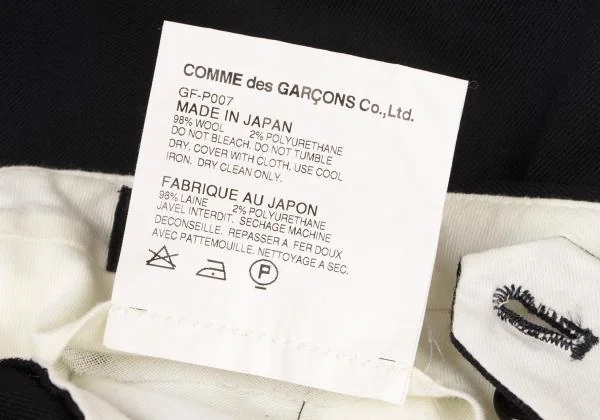 COMME des GARÇONS Co.,Ltd.
GF-P007
MADE IN JAPAN
98% WOOL 2% POLYURETHANE
DO NOT BLEACH. DO NOT TUMBLE
DRY. COVER WITH CLOTH, USE COOL
IRON. DRY CLEAN ONLY.
FABRIQUE AU JAPON
98% LAINE 2% POLYURETHANE
JAVEL INTERDIT. SECHAGE MACHINE
DECONSEILLE. REPASSER A FER DOUX
AVEC PATTEMOUILLE. NETTOYAGE A SEC.
P